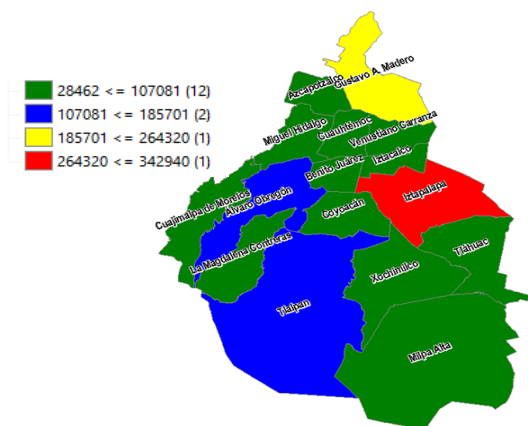 28462 <= 107081 (12)
107081 <= 185701 (2)
185701 <= 264320 (1)
264320 <= 342940 (1)
Gustavo A. Madero
Azcapotzalco
Miguel Hidalgo
Cuauhtémoc
Venustiano Carranza
Benito Juárez
Iztacalco
Cuajimalpa de Morelos
Álvaro Obregón
Coyoacán
Iztapalapa
La Magdalena Contreras
Tláhuac
Xochimilco
Tlalpan
Milpa Alta